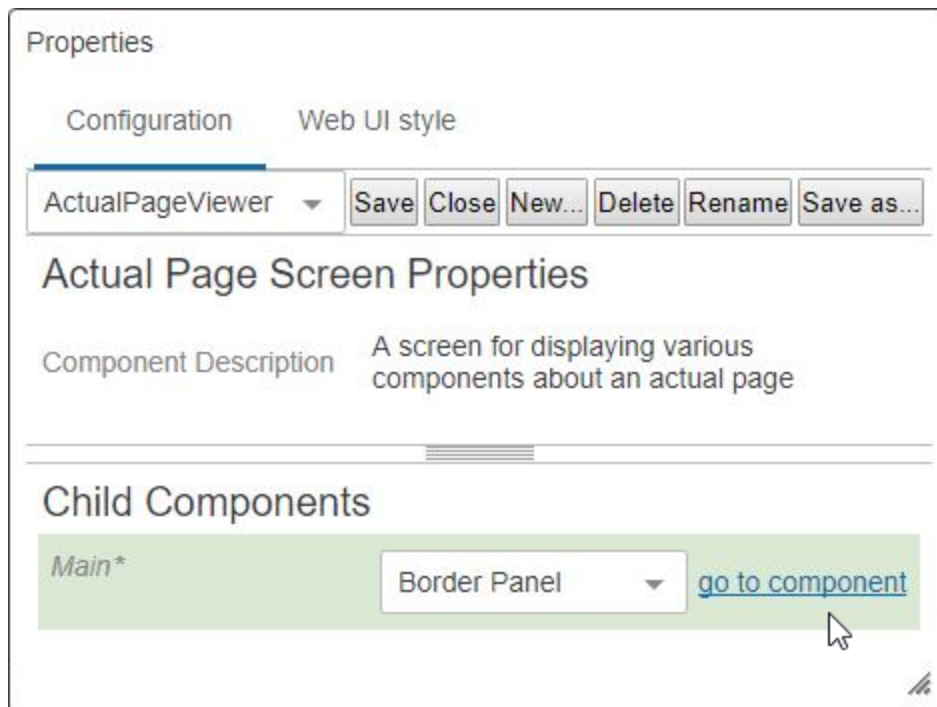 Properties
Configuration Web UI style
ActualPageViewer Save Close New... Delete Rename Save as...
Actual Page Screen Properties
Component Description
A screen for displaying various
components about an actual page
Child Components
Main*
Border Panel go to component